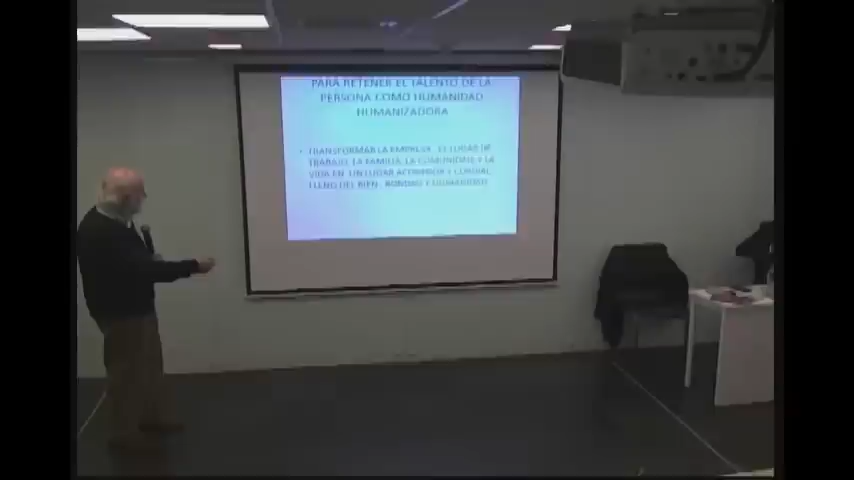 PARA RETENER EL TALENTO DE LA
PERSONA COMO HUMANIDAD
HUMANIZADORA
• TRANSFORMAR LA EMPRESA, EL LUGAR DE
TRABAJO, LA FAMILIA, LA COMUNIDAD Y LA
VIDA EN UN LUGAR Y CORDIAL,
LLENO DEL BIEN, BONDAD Y HUMANISMO